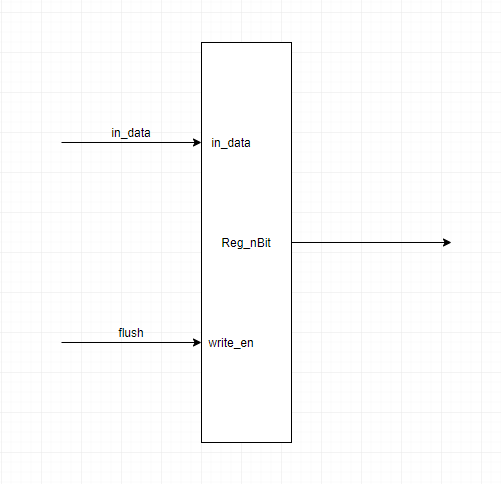 in_data
in_data
Reg_nBit
flush
write_en